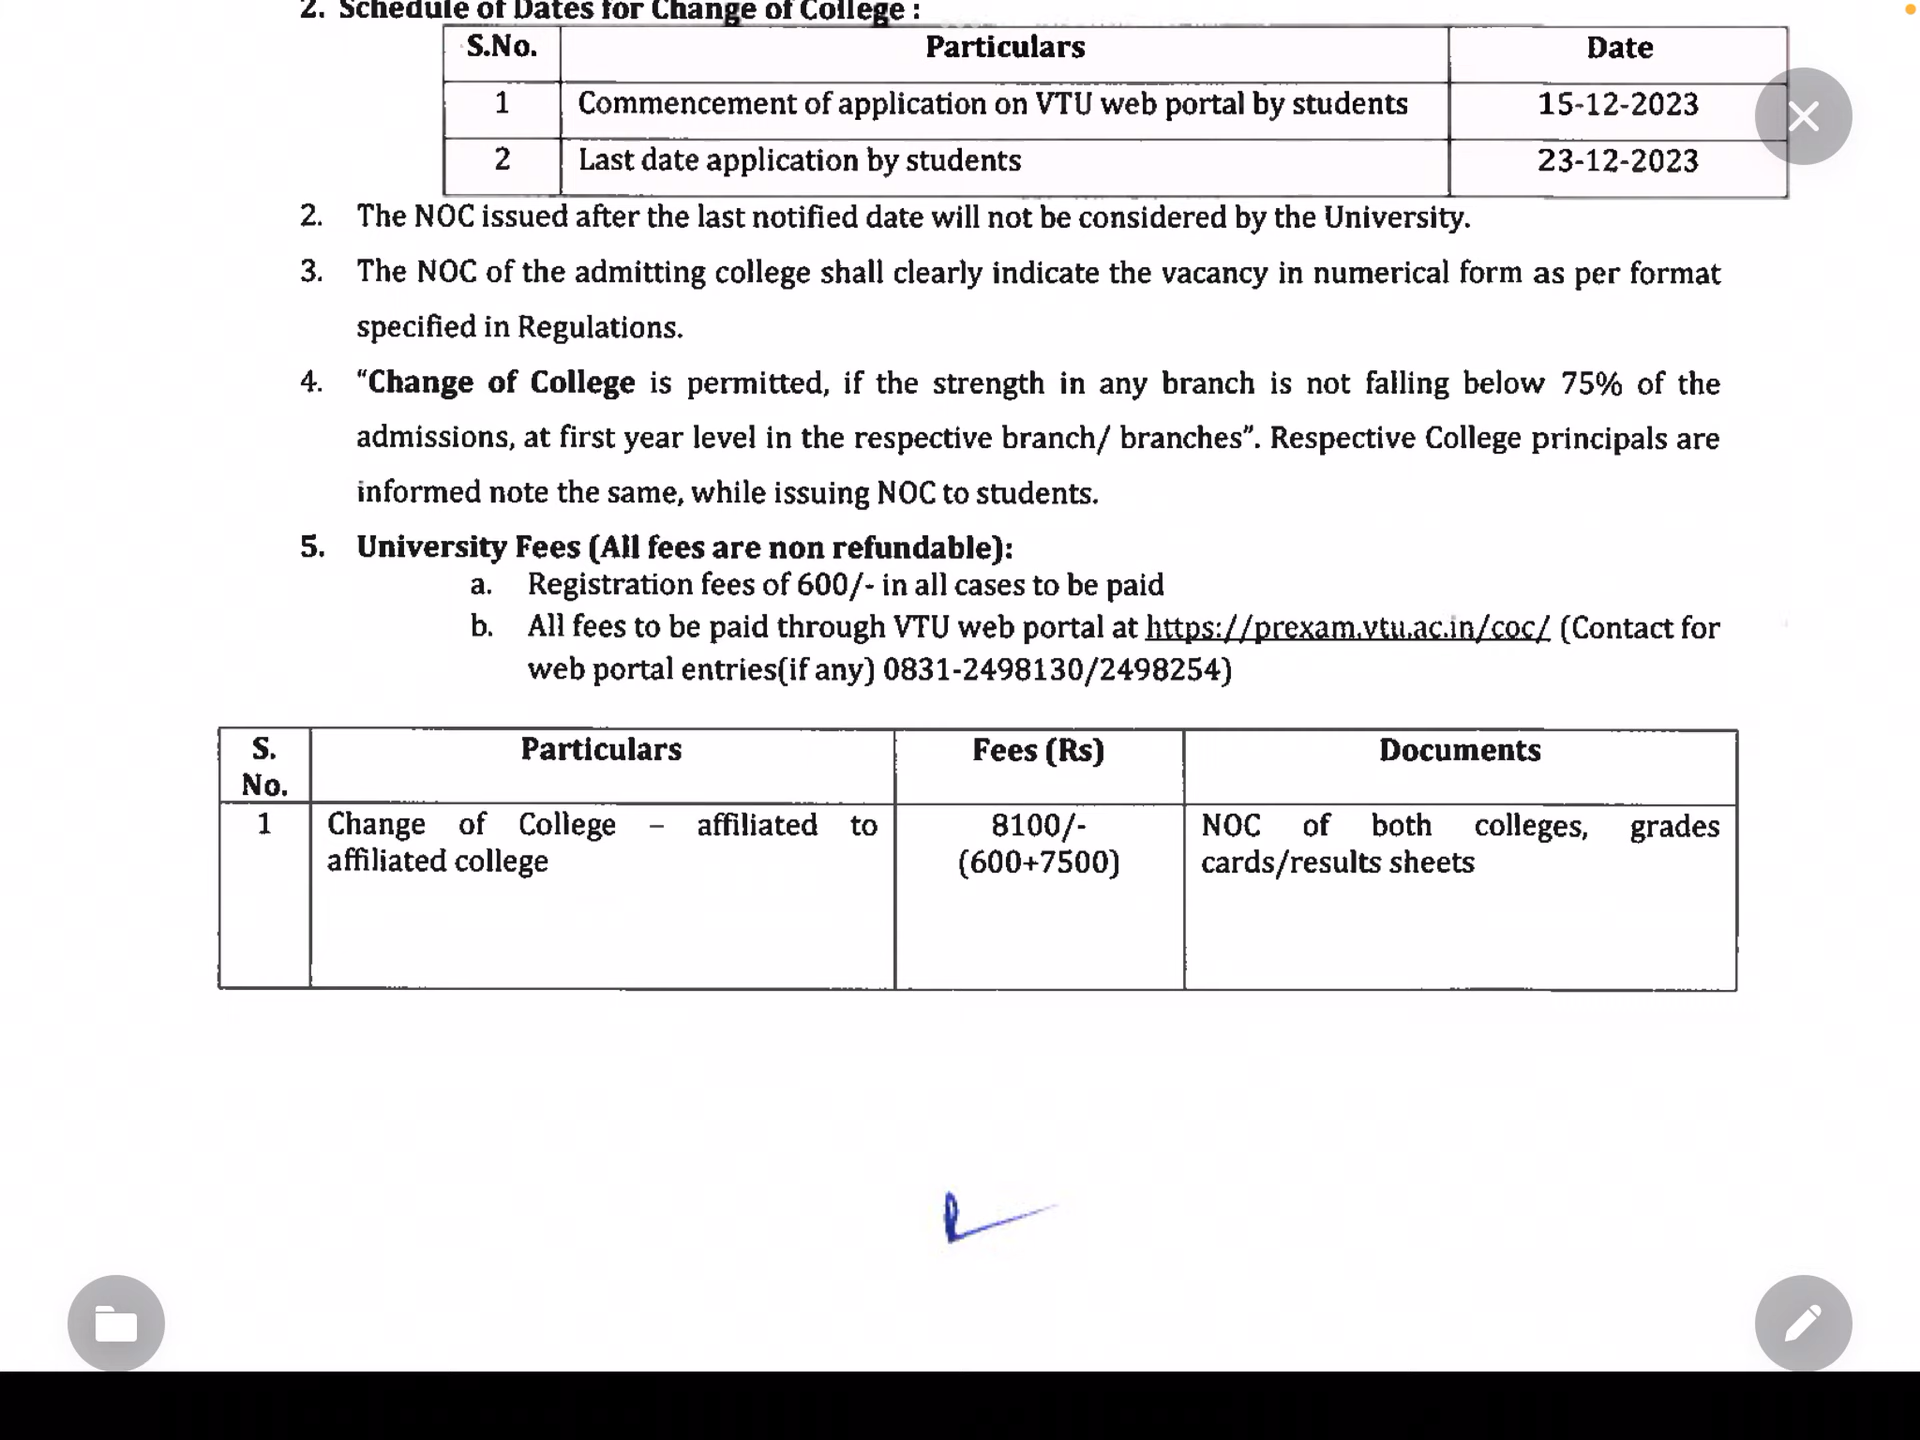 2. Schedule of Dates for Change of College :
S.No. Particulars Date
1 Commencement of application on VTU web portal by students 15-12-2023
2 Last date application by students 23-12-2023
2. The NOC issued after the last notified date will not be considered by the University.
3. The NOC of the admitting college shall clearly indicate the vacancy in numerical form as per format
specified in Regulations.
4. “Change of College is permitted, if the strength in any branch is not falling below 75% of the
admissions, at first year level in the respective branch/ branches”. Respective College principals are
informed note the same, while issuing NOC to students.
5. University Fees (All fees are non refundable):
a. Registration fees of 600/- in all cases to be paid
b. All fees to be paid through VTU web portal at https://prexam.vtu.ac.in/coc/ (Contact for
web portal entries(if any) 0831-2498130/2498254)
S. Particulars Fees (Rs) Documents
No.
1 Change of College – affiliated to 8100/- NOC of both colleges, grades
affiliated college (600+7500) cards/results sheets